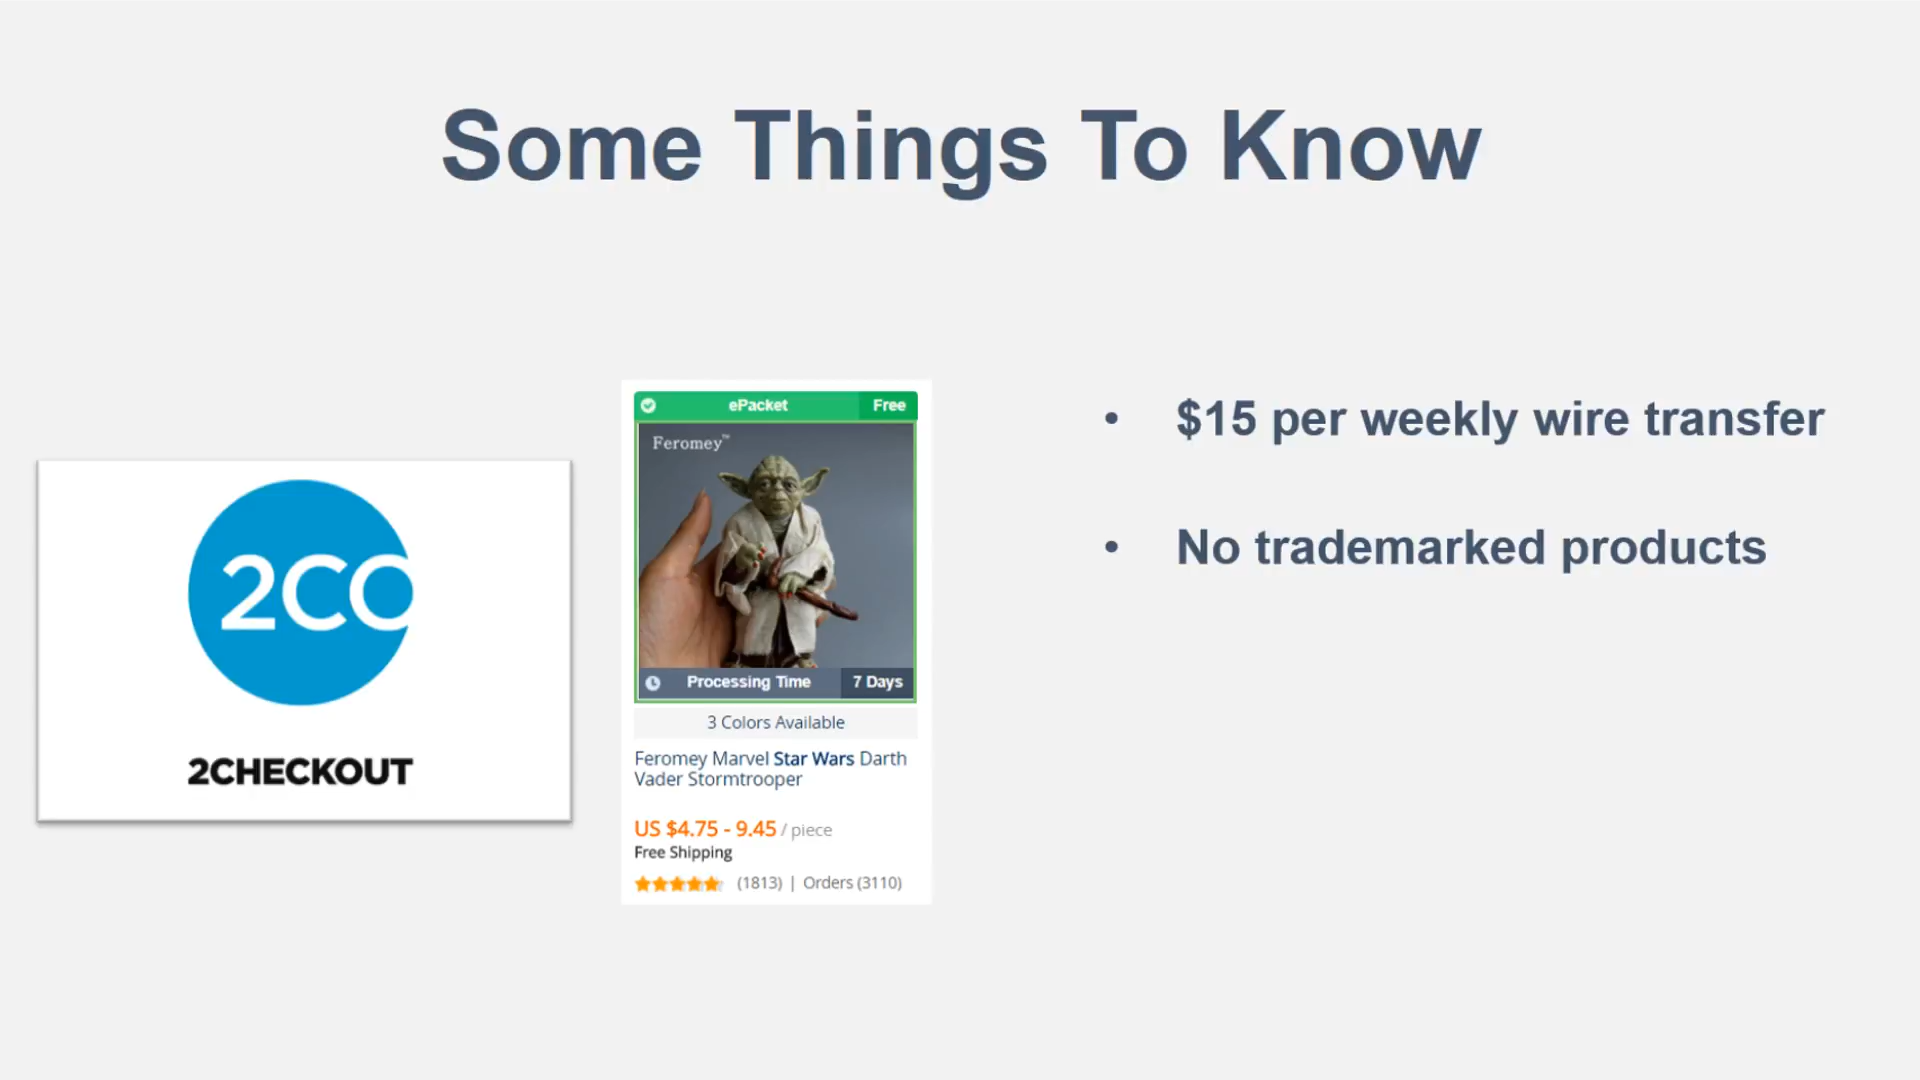 Some Things To Know
2CO
2CHECKOUT
ePacket Free
Feromey™
Processing Time 7 Days
3 Colors Available
Feromey Marvel Star Wars Darth
Vader Stormtrooper
US $4.75 - 9.45 / piece
Free Shipping
(1813) | Orders (3110)
• $15 per weekly wire transfer
• No trademarked products